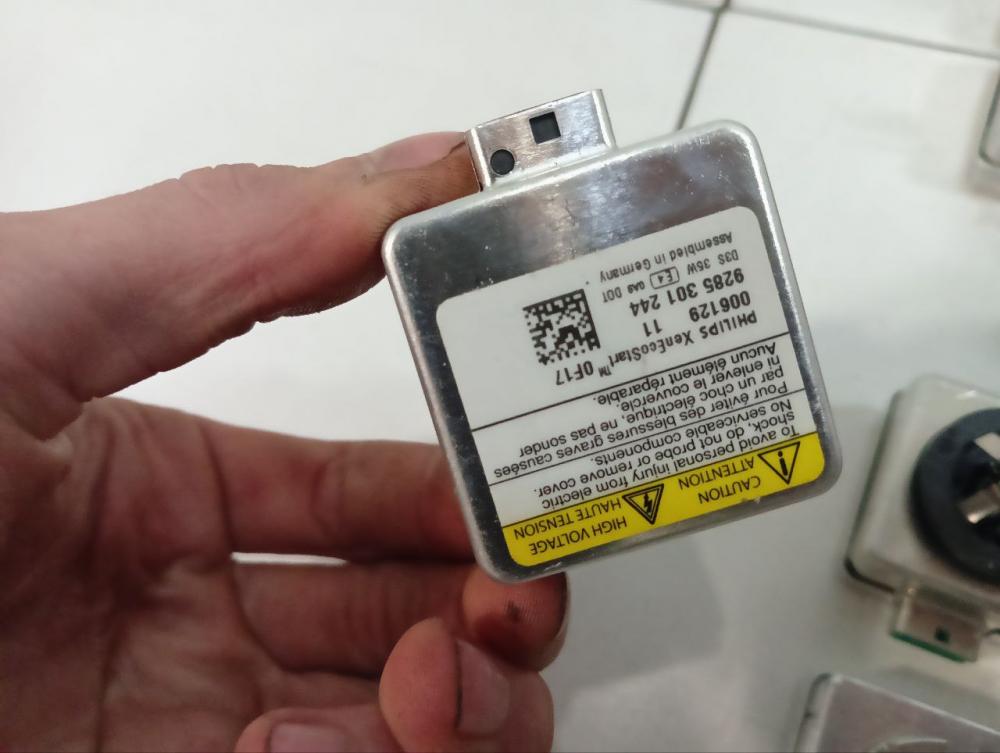 CAUTION
ATTENTION
HIGH VOLTAGE
HAUTE TENSION
To avoid personal injury from electric
shock, do not probe or remove cover.
No serviceable components.
Pour éviter des blessures graves causées
par un choc électrique, ne pas sonder
ni enlever le couvercle.
Aucun élément réparable.
PHILIPS XenEcoStart™ 0F17
006129 11
9285 301 244
D3S 35W E4 0A9 DOT
Assembled in Germany